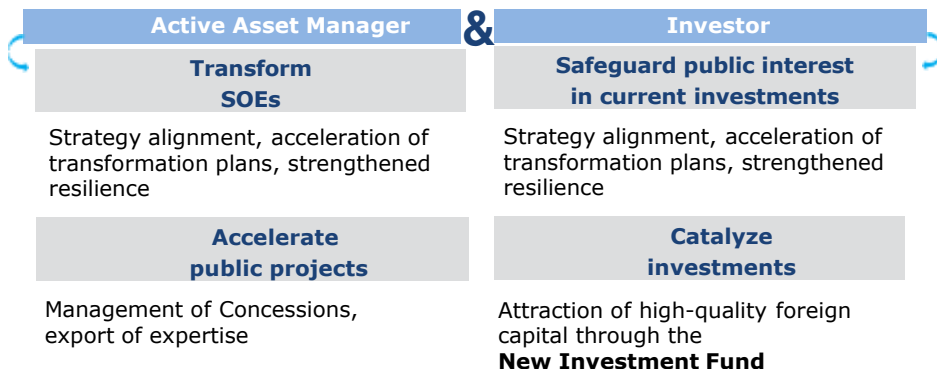 Active Asset Manager & Investor
Transform
SOEs
Strategy alignment, acceleration of
transformation plans, strengthened
resilience
Accelerate
public projects
Management of Concessions,
export of expertise
Safeguard public interest
in current investments
Strategy alignment, acceleration of
transformation plans, strengthened
resilience
Catalyze
investments
Attraction of high-quality foreign
capital through the
New Investment Fund